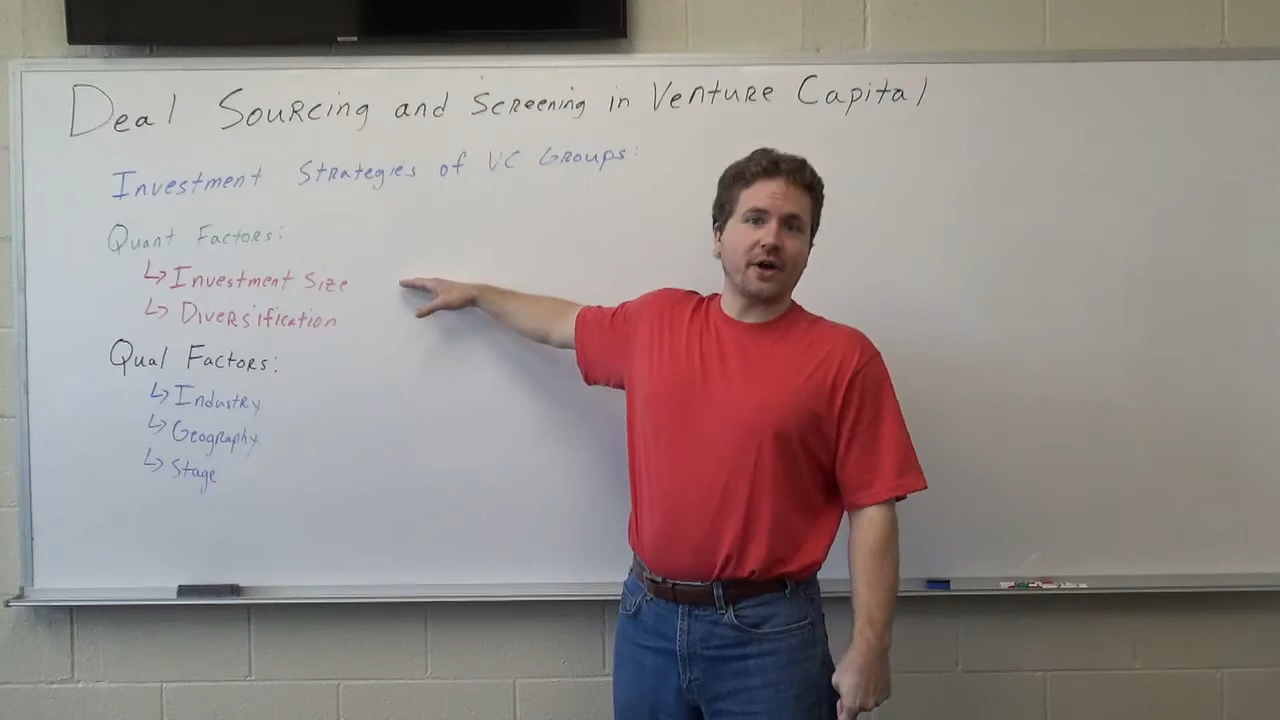 Deal Sourcing and Screening in Venture Capital
Investment Strategies of VC Groups:
Quant Factors:
↳ Investment Size
↳ Diversification
Qual Factors:
↳ Industry
↳ Geography
↳ Stage